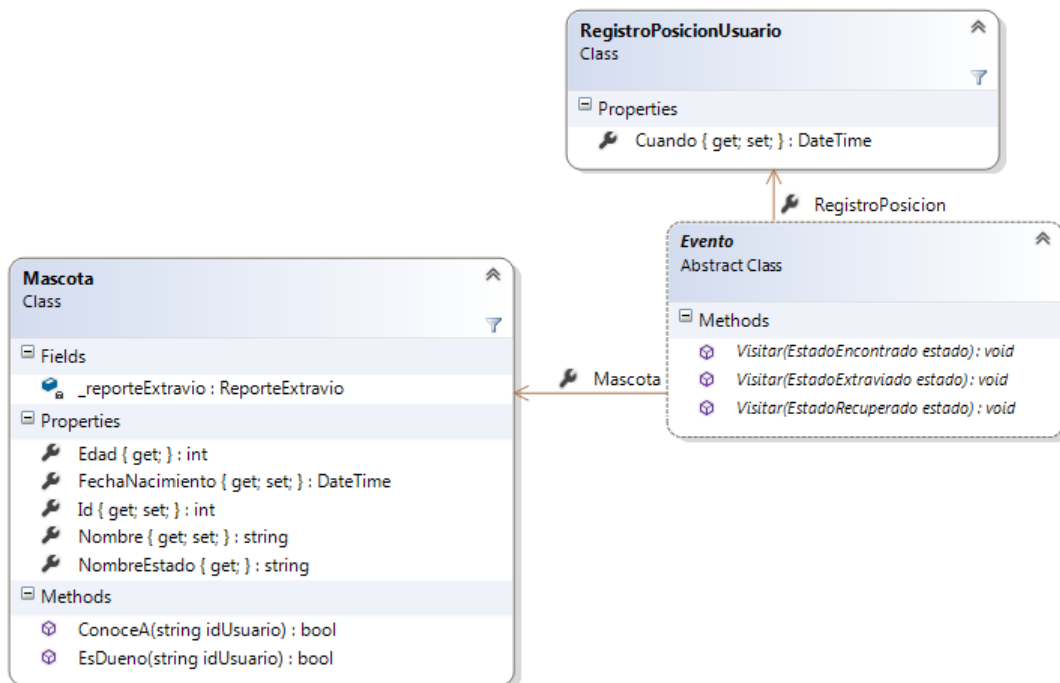 RegistroPosicionUsuario
Class
Properties
Cuando { get; set; } : DateTime
RegistroPosicion
Evento
Abstract Class
Methods
Visitar(EstadoEncontrado estado) : void
Visitar(EstadoExtraviado estado) : void
Visitar(EstadoRecuperado estado) : void
Mascota
Mascota
Class
Fields
_reporteExtravio : ReporteExtravio
Properties
Edad { get; } : int
FechaNacimiento { get; set; } : DateTime
Id { get; set; } : int
Nombre { get; set; } : string
NombreEstado { get; } : string
Methods
ConoceA(string idUsuario) : bool
EsDueno(string idUsuario) : bool